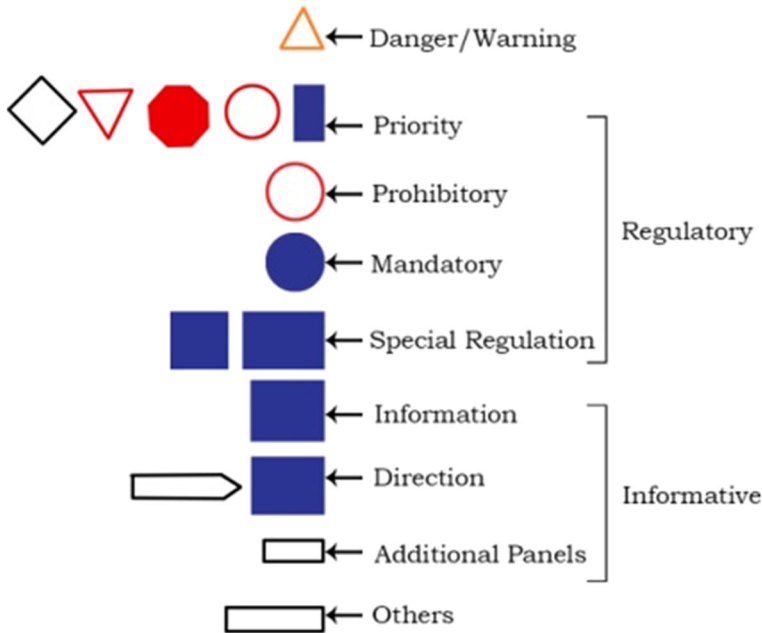 Danger/Warning
Priority
Prohibitory
Regulatory
Mandatory
Special Regulation
Information
Direction
Informative
Additional Panels
Others